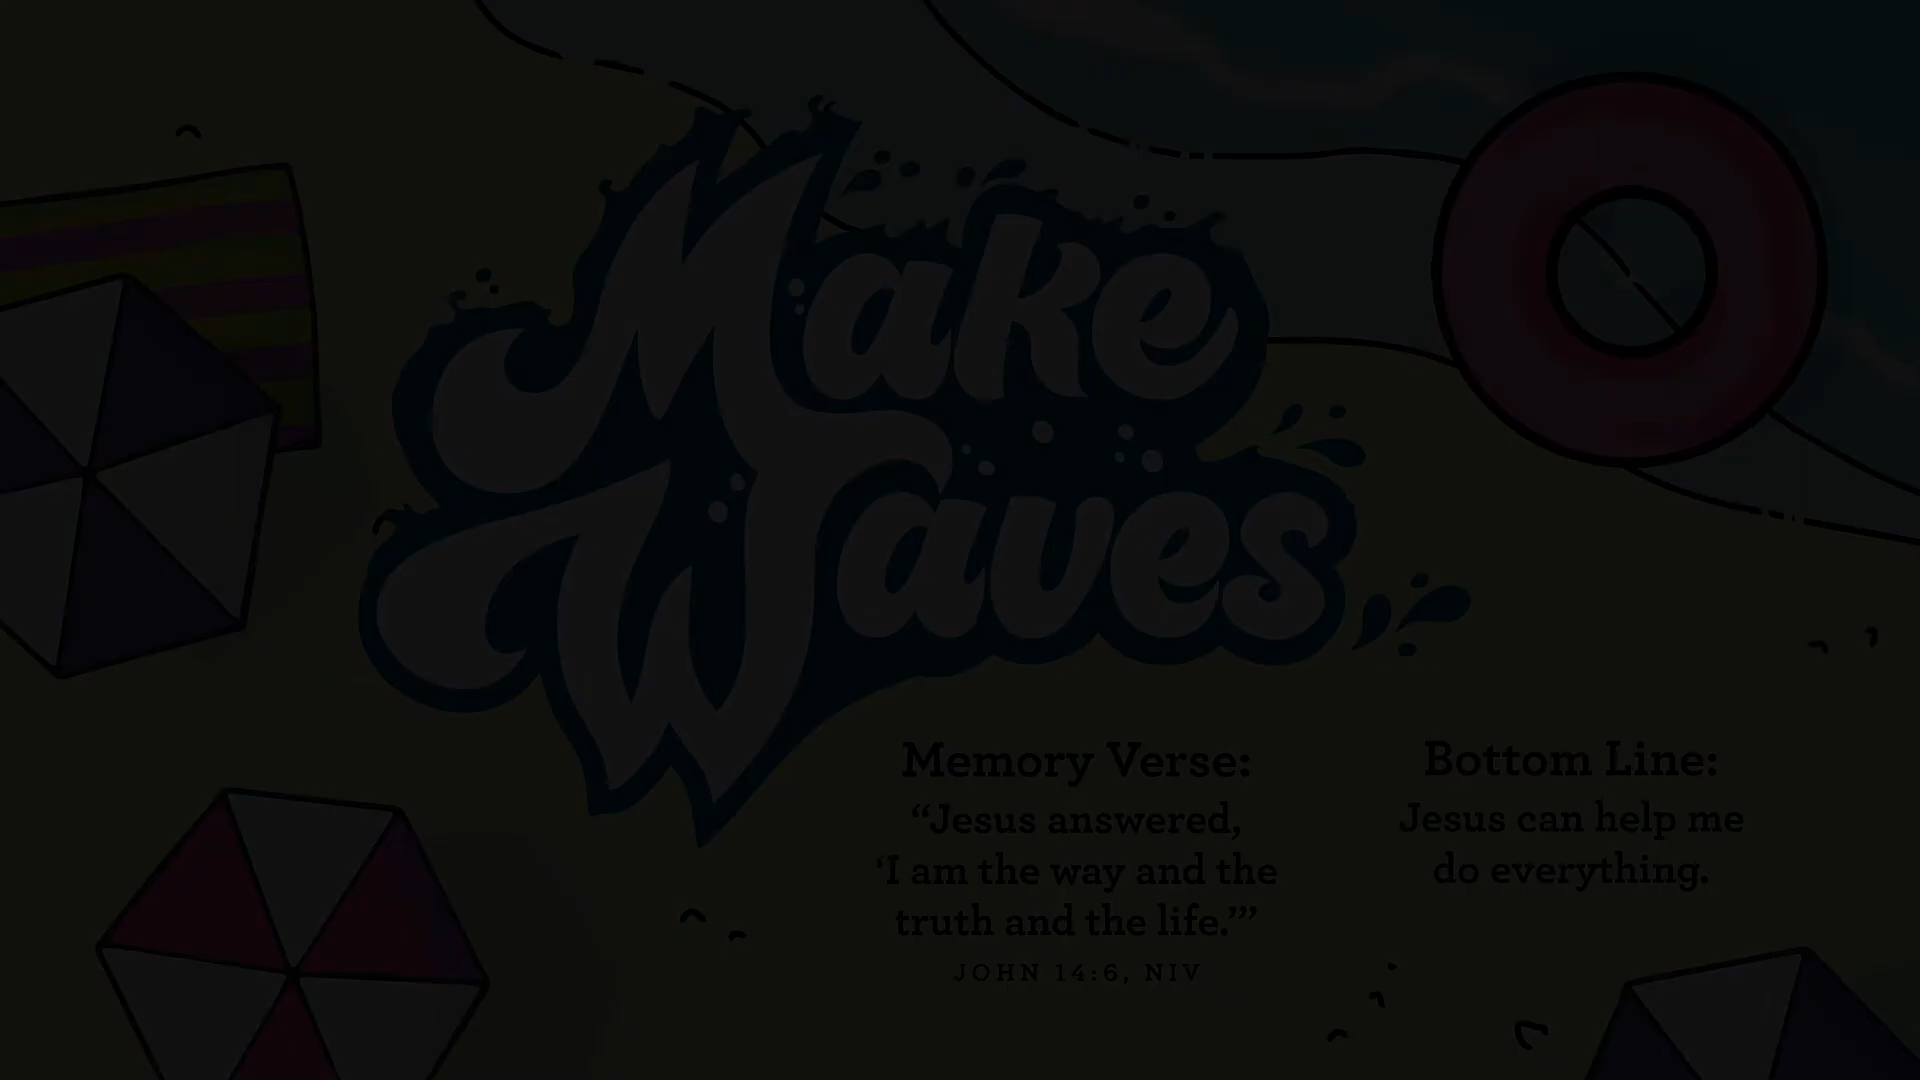 Make
Waves
Memory Verse:
“Jesus answered,
‘I am the way and the
truth and the life.’”
JOHN 14:6, NIV
Bottom Line:
Jesus can help me
do everything.